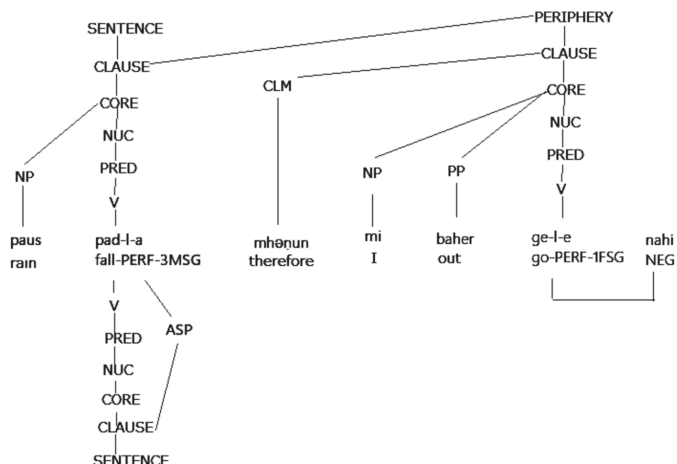 SENTENCE PERIPHERY
CLAUSE CLAUSE
CLM
CORE CORE
NUC NUC
PRED PRED
NP NP PP
V V
paus pad-l-a mhəṇun mi baher ge-l-e nahi
rain fall-PERF-3MSG therefore I out go-PERF-1FSG NEG
V
ASP
PRED
NUC
CORE
CLAUSE
SENTENCE